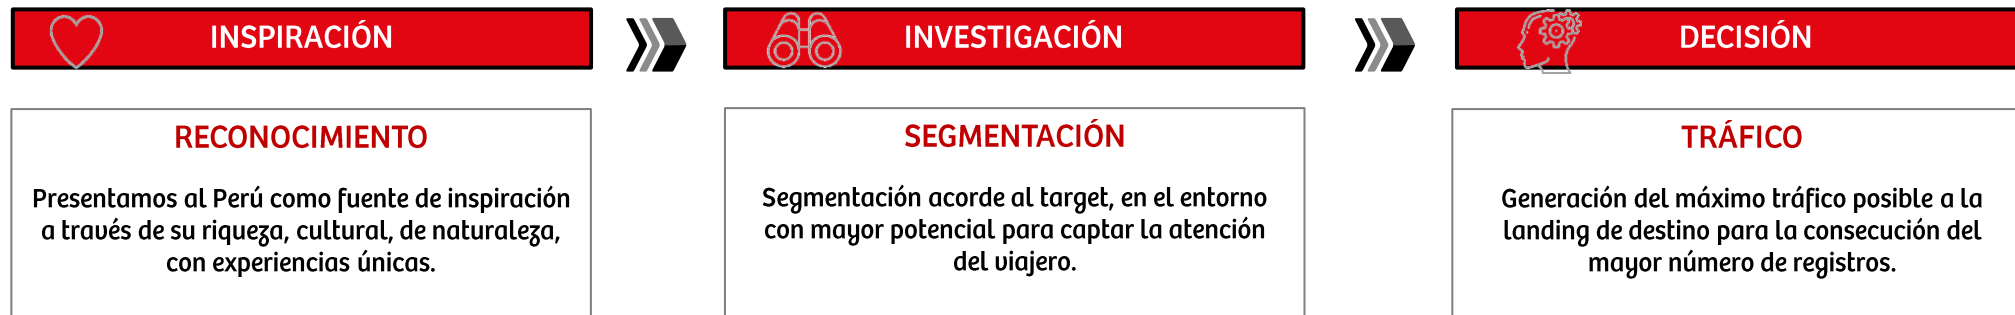 INSPIRACIÓN
INVESTIGACIÓN
DECISIÓN
RECONOCIMIENTO
Presentamos al Perú como fuente de inspiración
a través de su riqueza, cultural, de naturaleza,
con experiencias únicas.
SEGMENTACIÓN
Segmentación acorde al target, en el entorno
con mayor potencial para captar la atención
del viajero.
TRÁFICO
Generación del máximo tráfico posible a la
landing de destino para la consecución del
mayor número de registros.